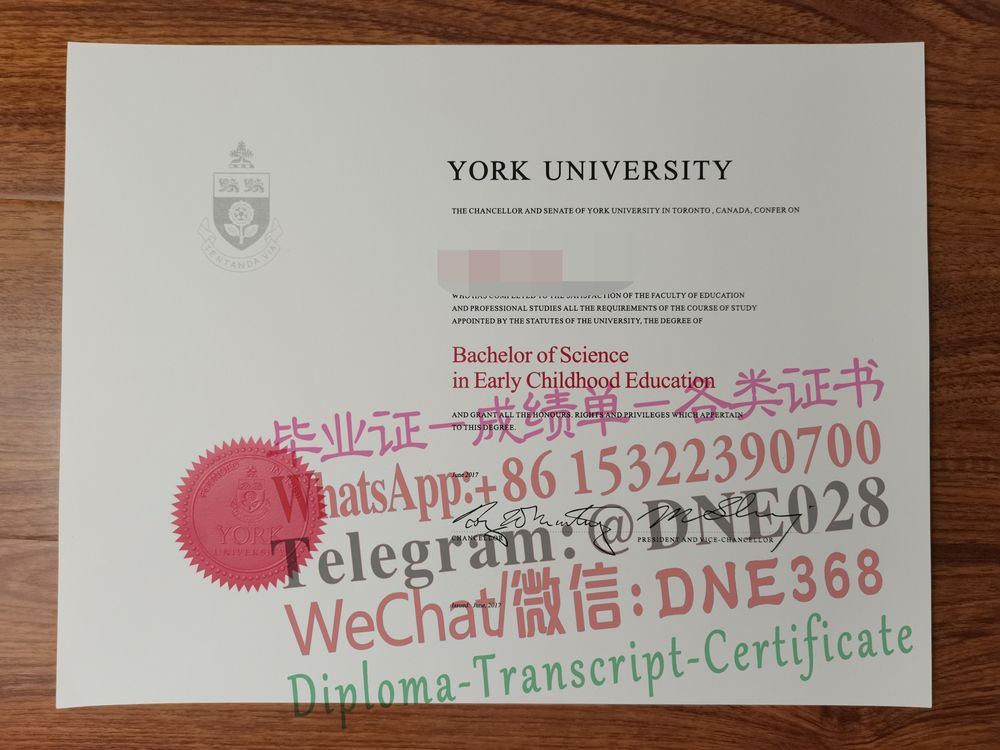 YORK UNIVERSITY
THE CHANCELLOR AND SENATE OF YORK UNIVERSITY IN TORONTO, CANADA, CONFER ON
WHO HAS COMPLETED TO THE SATISFACTION OF THE FACULTY OF EDUCATION
AND PROFESSIONAL STUDIES ALL THE REQUIREMENTS OF THE COURSE OF STUDY
APPOINTED BY THE STATUTES OF THE UNIVERSITY, THE DEGREE OF
Bachelor of Science
in Early Childhood Education
AND GRANT ALL THE HONOURS, RIGHTS AND PRIVILEGES WHICH APPERTAIN
TO THIS DEGREE.
June 2017
CHANCELLOR
PRESIDENT AND VICE-CHANCELLOR
Issued: June, 2017
TENTANDA VIA
YORK
UNIVERSITY
毕业证—成绩单—各类证书
WhatsApp:+86 15322390700
Telegram:@DNE028
WeChat/微信:DNE368
Diploma-Transcript-Certificate